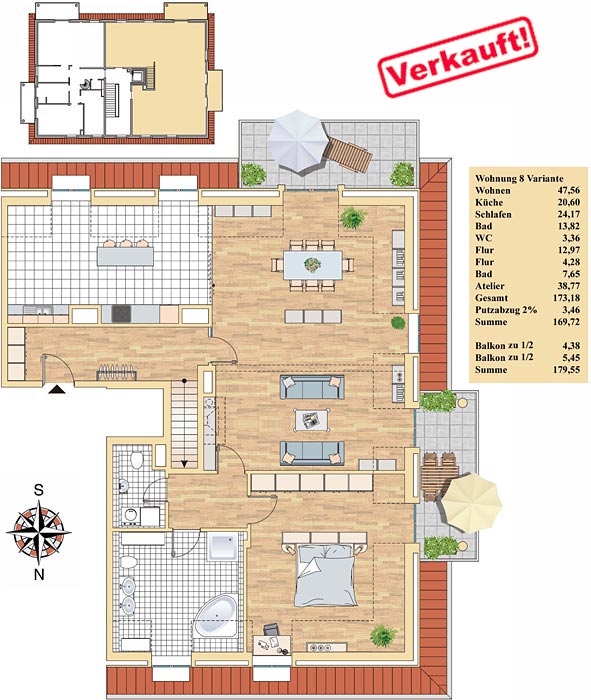 Verkauft!
Wohnung 8 Variante
Wohnen 47,56
Küche 20,60
Schlafen 24,17
Bad 13,82
WC 3,36
Flur 12,97
Flur 4,28
Bad 7,65
Atelier 38,77
Gesamt 173,18
Putzabzug 2% 3,46
Summe 169,72
Balkon zu 1/2 4,38
Balkon zu 1/2 5,45
Summe 179,55
S
N